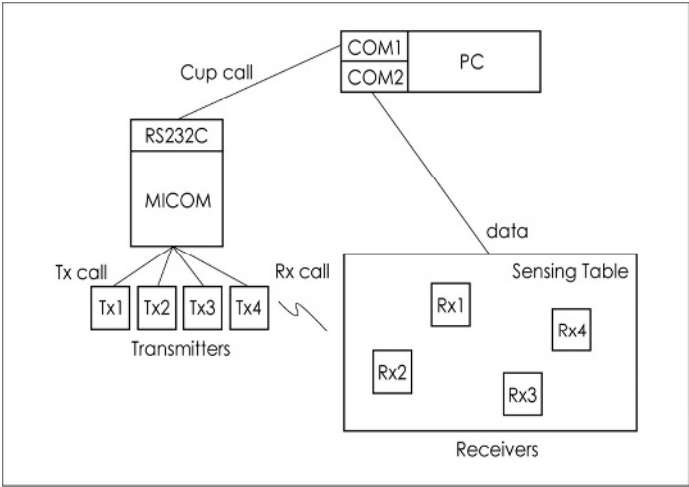 COM1
COM2
PC
Cup call
RS232C
MICOM
data
Tx call
Rx call
Sensing Table
Tx1
Tx2
Tx3
Tx4
Transmitters
Rx1
Rx4
Rx2
Rx3
Receivers